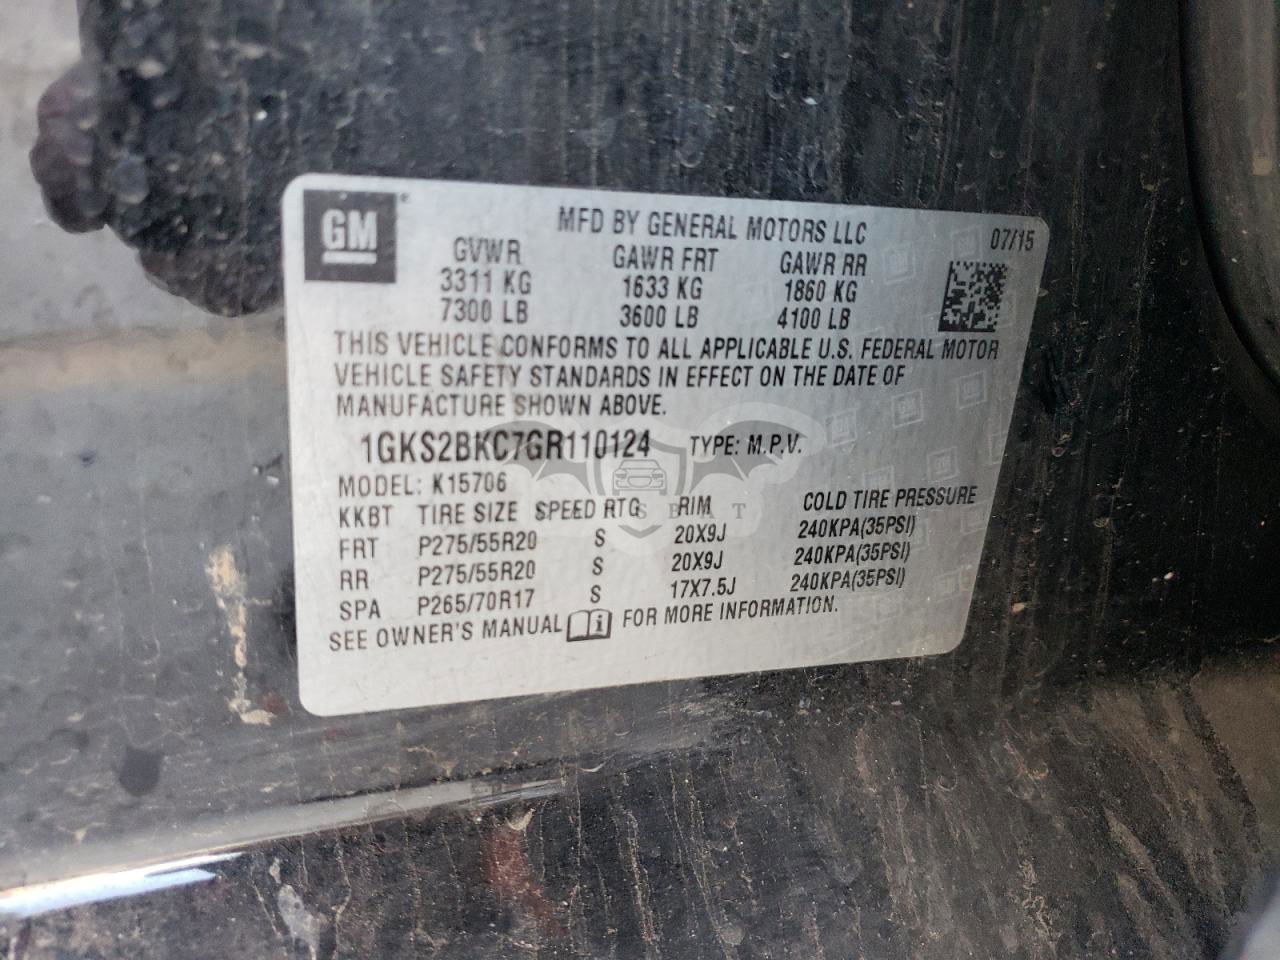 GM® MFD BY GENERAL MOTORS LLC 07/15
GVWR GAWR FRT GAWR RR
3311 KG 1633 KG 1860 KG
7300 LB 3600 LB 4100 LB
THIS VEHICLE CONFORMS TO ALL APPLICABLE U.S. FEDERAL MOTOR
VEHICLE SAFETY STANDARDS IN EFFECT ON THE DATE OF
MANUFACTURE SHOWN ABOVE.
1GKS2BKC7GR110124 TYPE: M.P.V.
MODEL: K15706
KKBT TIRE SIZE SPEED RTG RIM COLD TIRE PRESSURE
FRT P275/55R20 S 20X9J 240KPA(35PSI)
RR P275/55R20 S 20X9J 240KPA(35PSI)
SPA P265/70R17 S 17X7.5J 240KPA(35PSI)
SEE OWNER'S MANUAL FOR MORE INFORMATION.